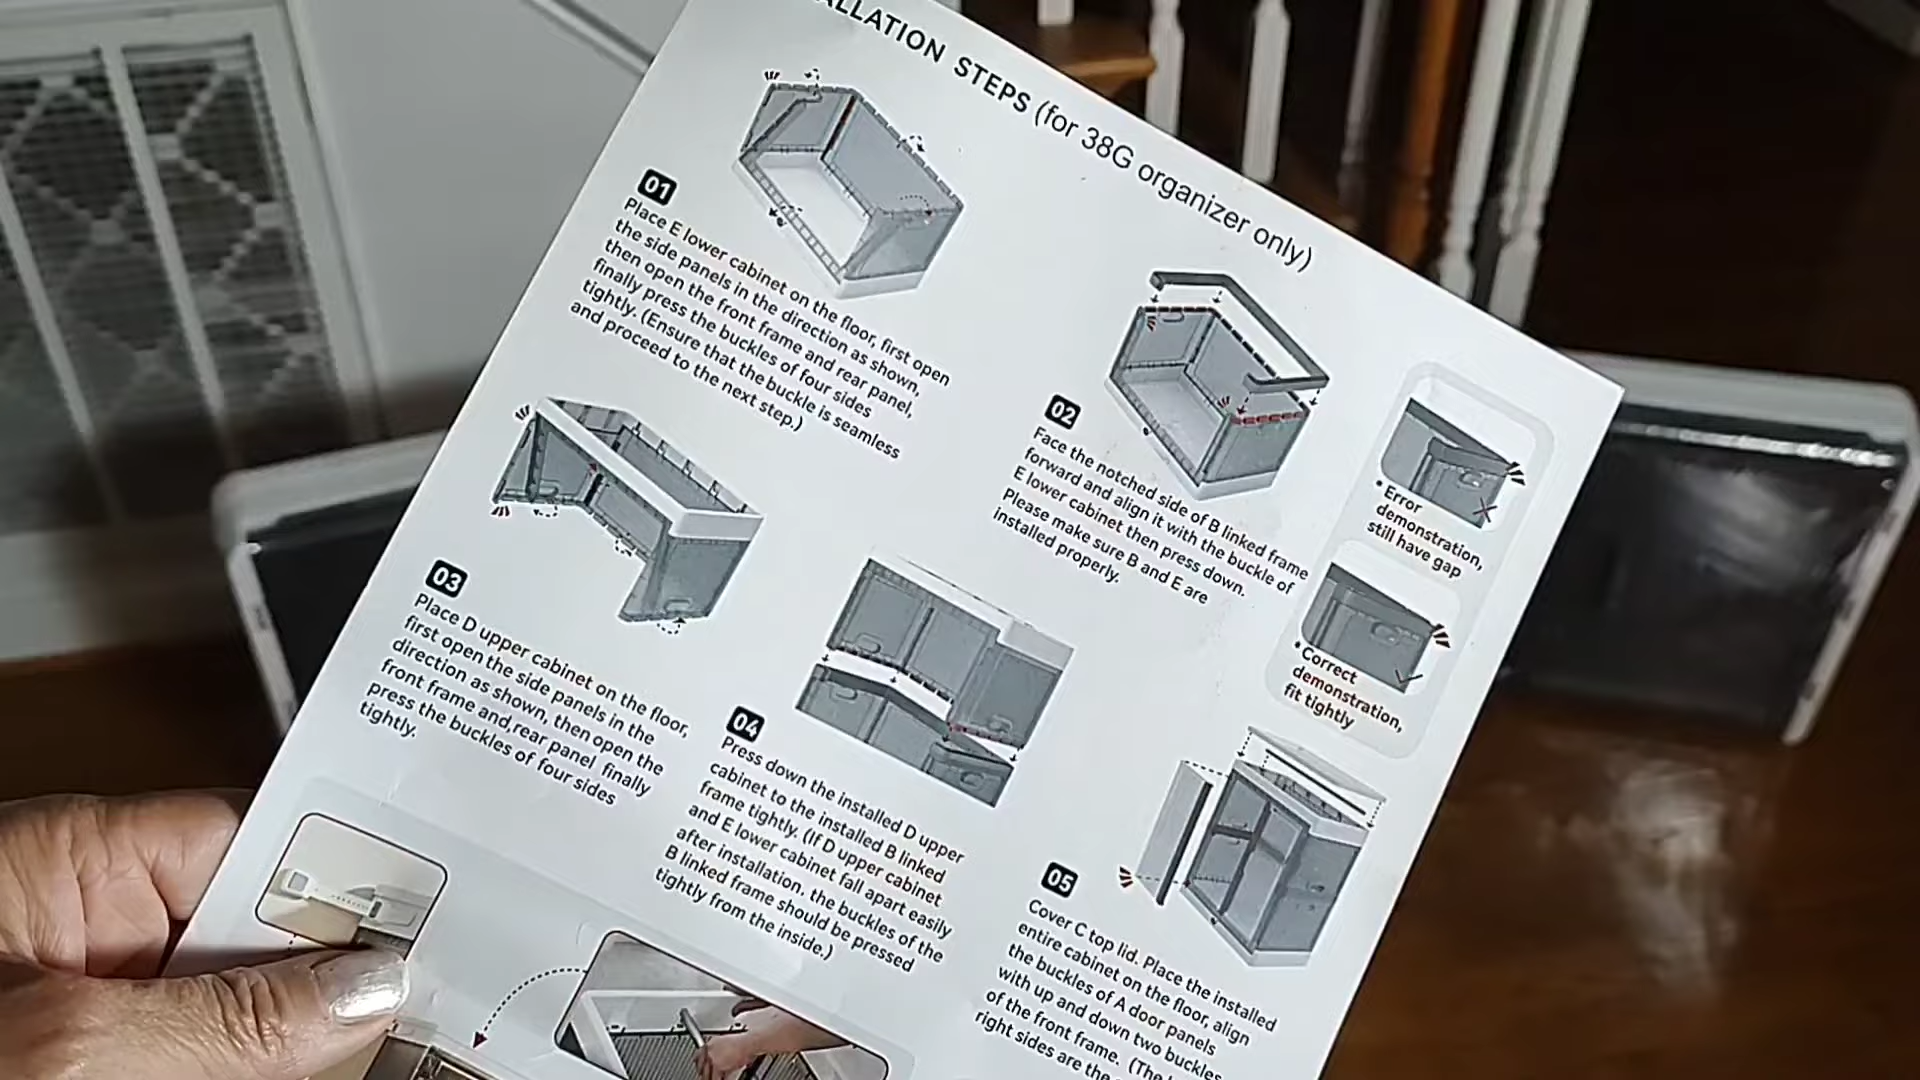 ALLATION STEPS (for 38G organizer only)
01
Place E lower cabinet on the floor, first open
the side panels in the direction as shown,
then open the front frame and rear panel,
finally press the buckles of four sides
tightly. (Ensure that the buckle is seamless
and proceed to the next step.)
02
Face the notched side of B linked frame
forward and align it with the buckle of
E lower cabinet then press down.
Please make sure B and E are
installed properly.
• Error
demonstration,
still have gap
• Correct
demonstration,
fit tightly
03
Place D upper cabinet on the floor,
first open the side panels in the
direction as shown, then open the
front frame and,rear panel finally
press the buckles of four sides
tightly.
04
Press down the installed D upper
cabinet to the installed B linked
frame tightly. (If D upper cabinet
and E lower cabinet fall apart easily
after installation. the buckles of the
B linked frame should be pressed
tightly from the inside.)
05
Cover C top lid. Place the installed
entire cabinet on the floor, align
the buckles of A door panels
with up and down two buckles
of the front frame. (The
right sides are the